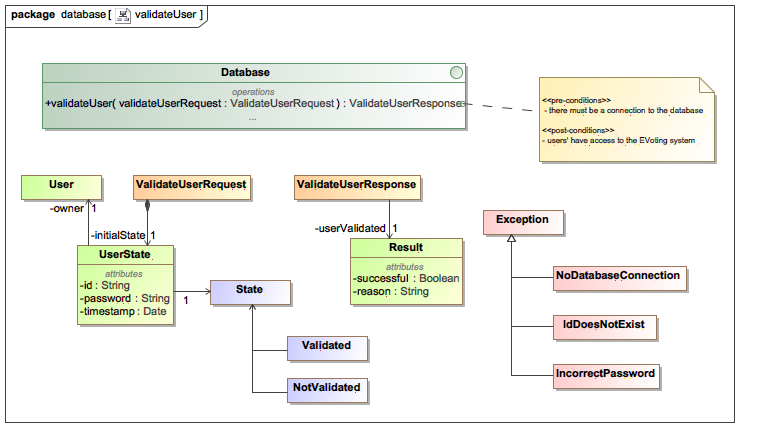 package database[ validateUser ]
Database
operations
+validateUser( validateUserRequest : ValidateUserRequest ) : ValidateUserResponse
...
<<pre-conditions>>
- there must be a connection to the database
<<post-conditions>>
- users' have access to the EVoting system
User
ValidateUserRequest
ValidateUserResponse
-owner 1
-initialState 1
-userValidated 1
Exception
UserState
attributes
-id : String
-password : String
-timestamp : Date
1
State
Result
attributes
-successful : Boolean
-reason : String
NoDatabaseConnection
IdDoesNotExist
Validated
IncorrectPassword
NotValidated